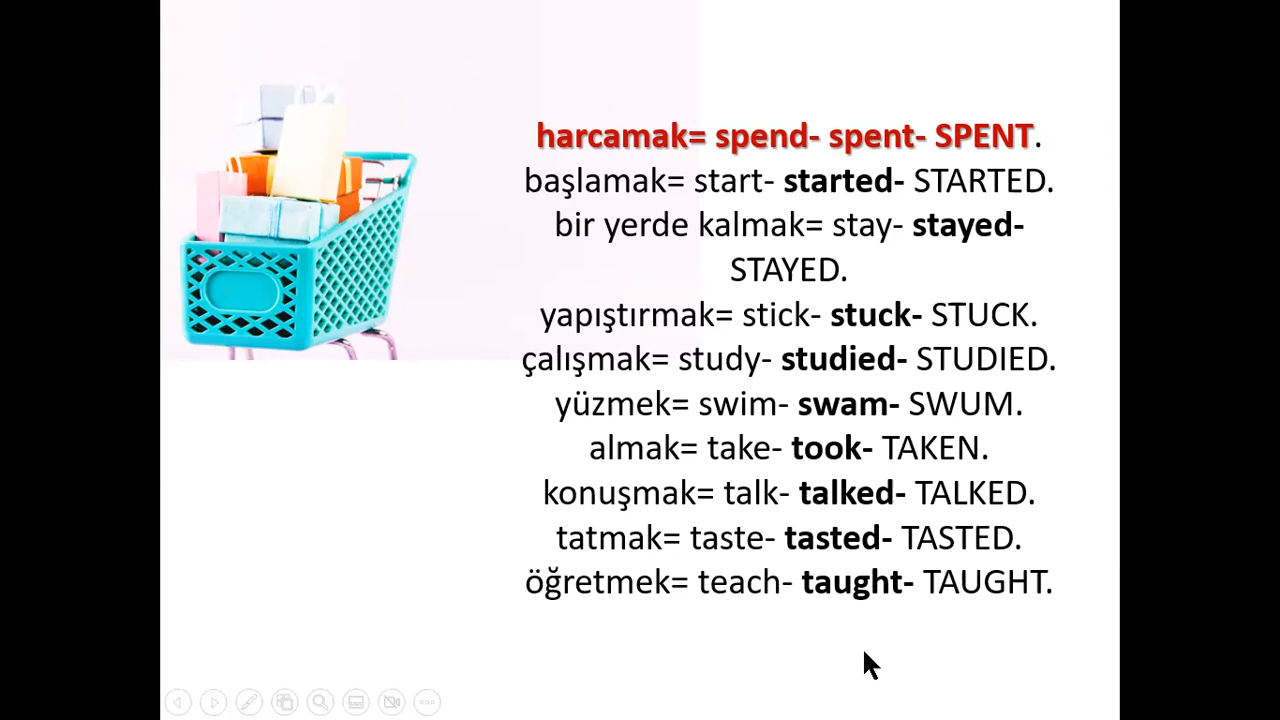 harcamak= spend- spent- SPENT.
başlamak= start- started- STARTED.
bir yerde kalmak= stay- stayed-
STAYED.
yapıştırmak= stick- stuck- STUCK.
çalışmak= study- studied- STUDIED.
yüzmek= swim- swam- SWUM.
almak= take- took- TAKEN.
konuşmak= talk- talked- TALKED.
tatmak= taste- tasted- TASTED.
öğretmek= teach- taught- TAUGHT.